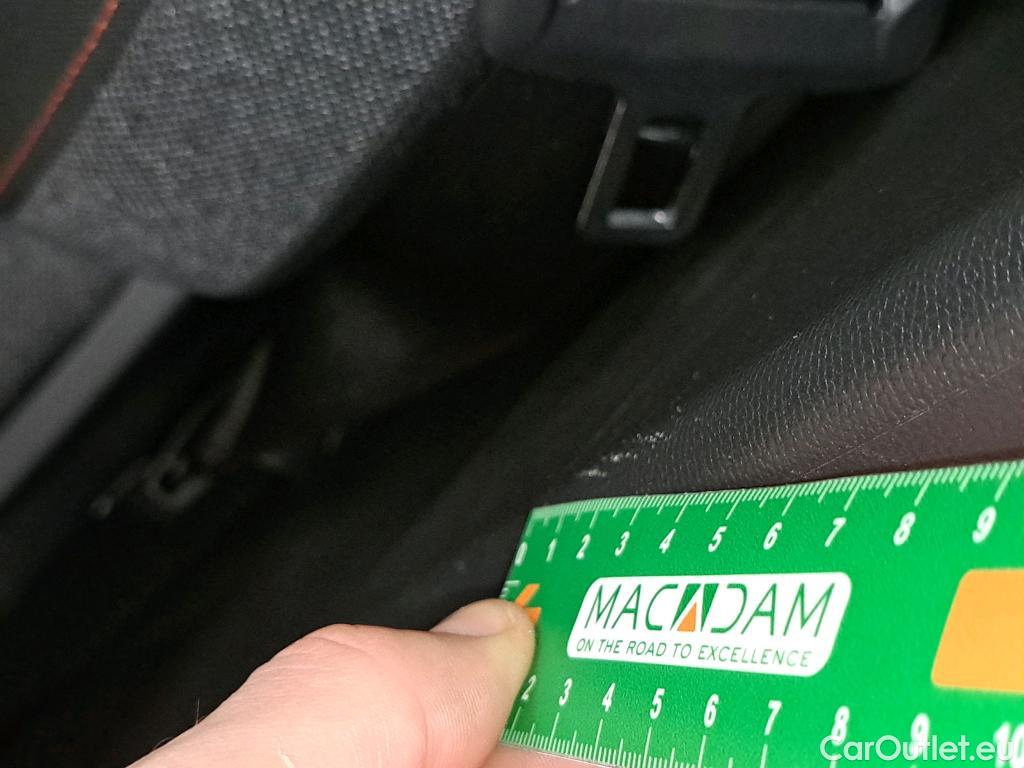 0 1 2 3 4 5 6 7 8 9
MACADAM
ON THE ROAD TO EXCELLENCE
2 3 4 5 6 7 8 9 10
CarOutlet.eu